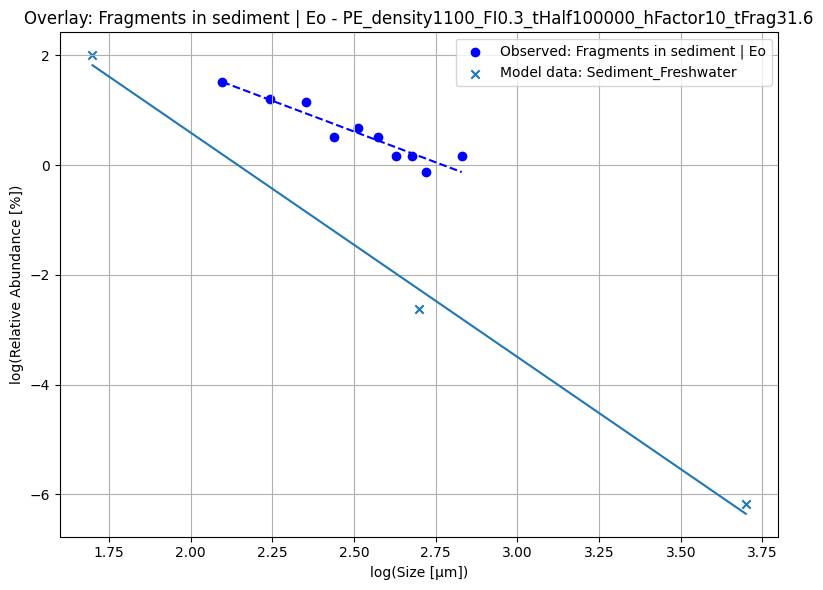 Overlay: Fragments in sediment | Eo - PE_density1100_FI0.3_tHalf100000_hFactor10_tFrag31.6
Observed: Fragments in sediment | Eo
Model data: Sediment_Freshwater
log(Relative Abundance [%])
2
0
−2
−4
−6
1.75 2.00 2.25 2.50 2.75 3.00 3.25 3.50 3.75
log(Size [µm])